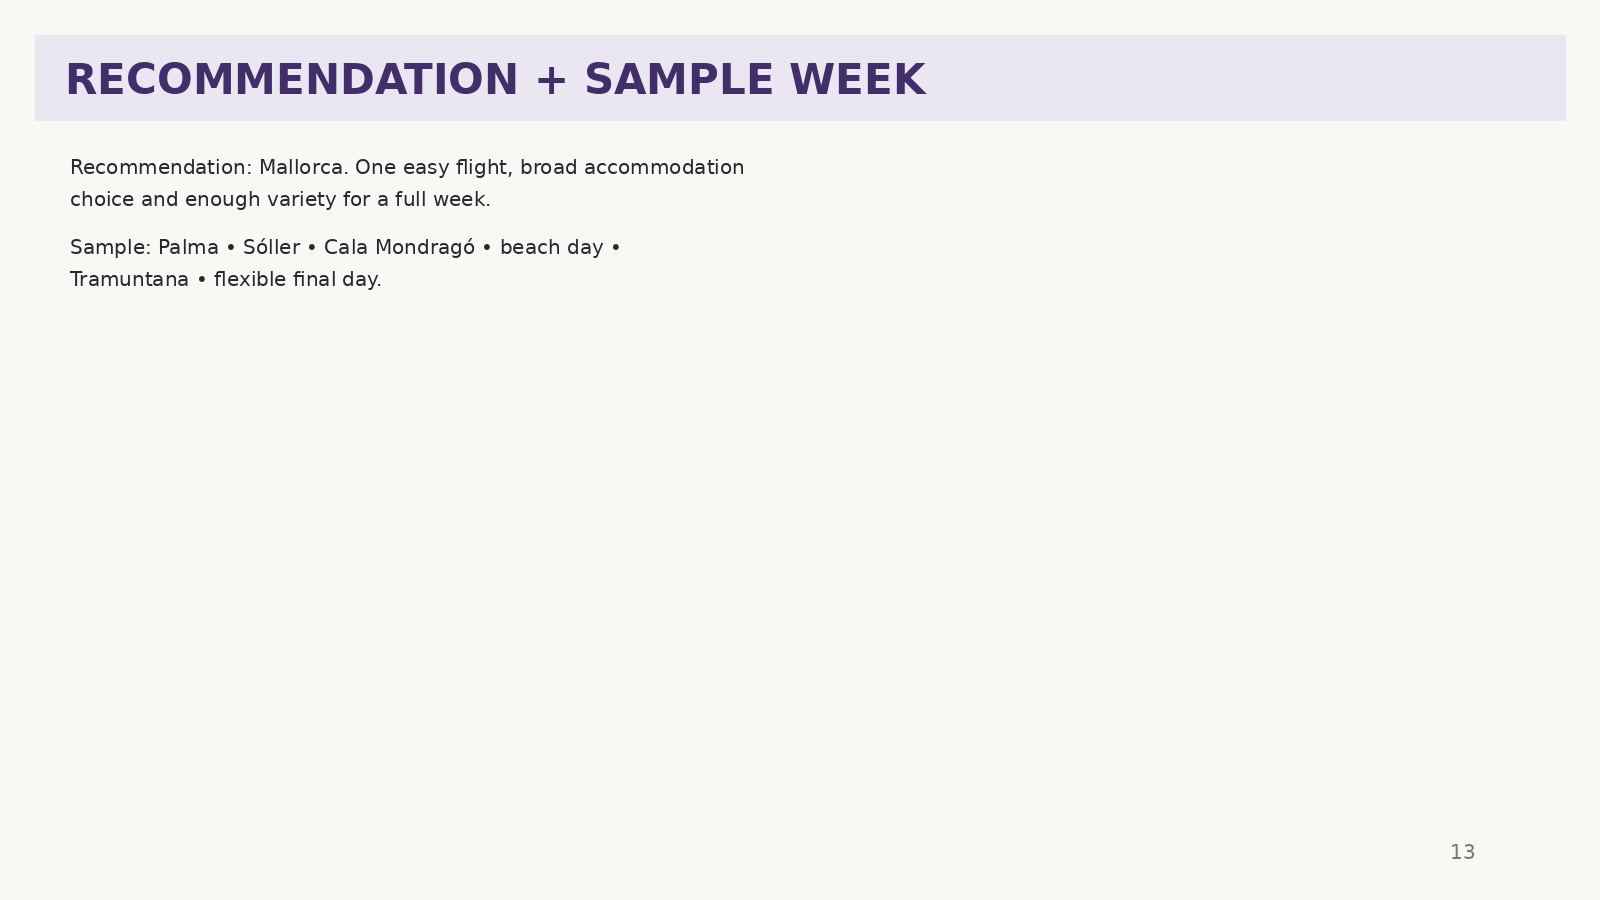 RECOMMENDATION + SAMPLE WEEK
Recommendation: Mallorca. One easy flight, broad accommodation
choice and enough variety for a full week.
Sample: Palma • Sóller • Cala Mondragó • beach day •
Tramuntana • flexible final day.
13